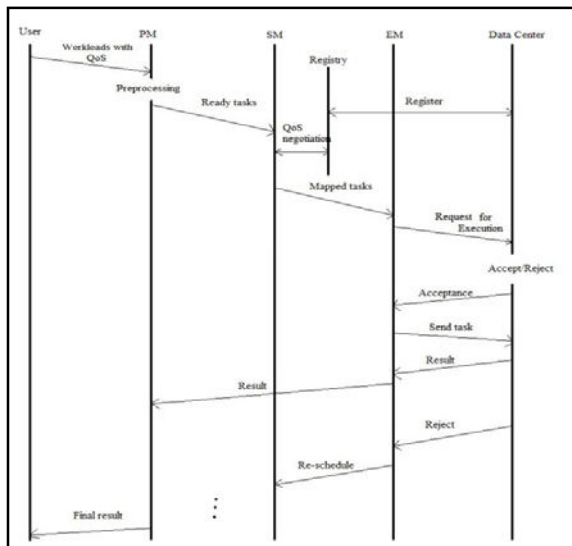 User
PM
SM
EM
Data Center
Workloads with
QoS
Registry
Preprocessing
Ready tasks
Register
QoS
negotiation
Mapped tasks
Request for
Execution
Accept/Reject
Acceptance
Send task
Result
Result
Reject
Re-schedule
Final result